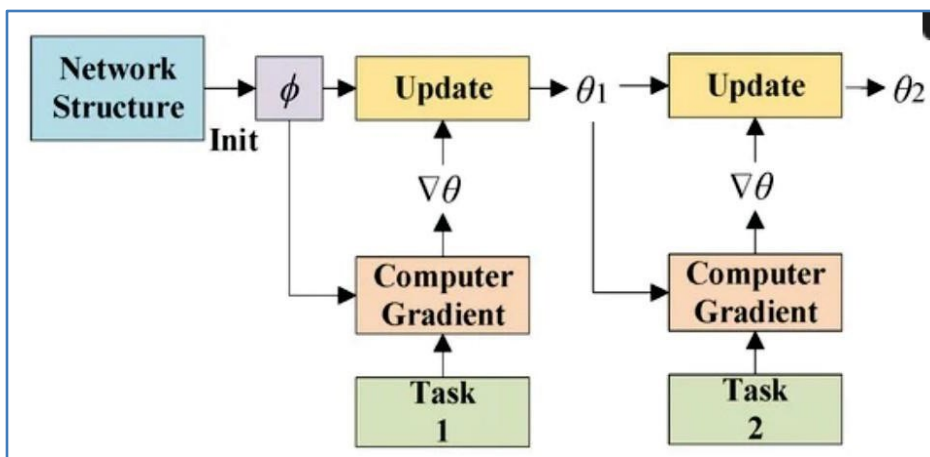 Network
Structure
Init
ϕ
Update
θ1
Update
θ2
∇θ
∇θ
Computer
Gradient
Computer
Gradient
Task
1
Task
2